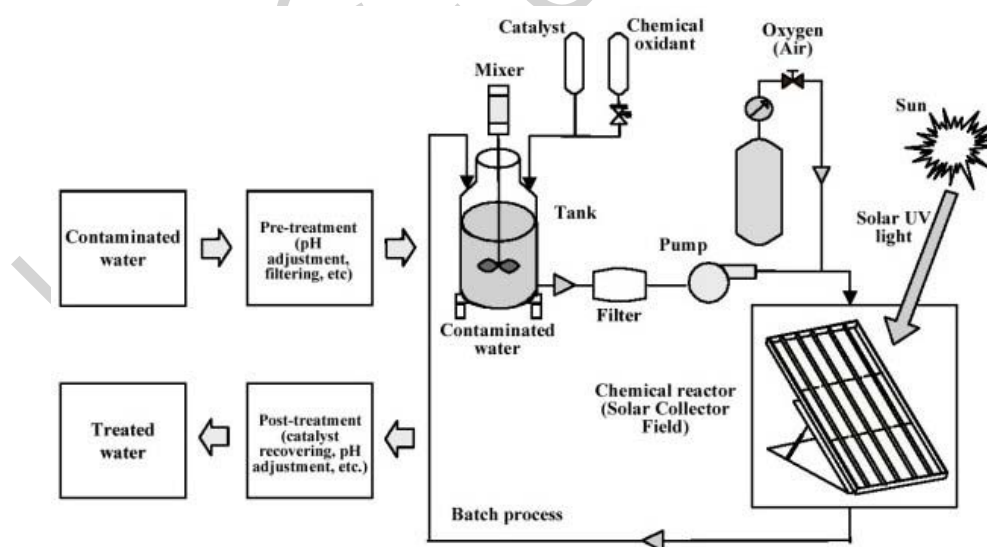 Catalyst
Chemical
oxidant
Oxygen
(Air)
Mixer
Sun
Contaminated
water
Pre-treatment
(pH
adjustment,
filtering, etc)
Tank
Solar UV
light
Pump
Filter
Contaminated
water
Chemical reactor
(Solar Collector
Field)
Treated
water
Post-treatment
(catalyst
recovering, pH
adjustment, etc.)
Batch process